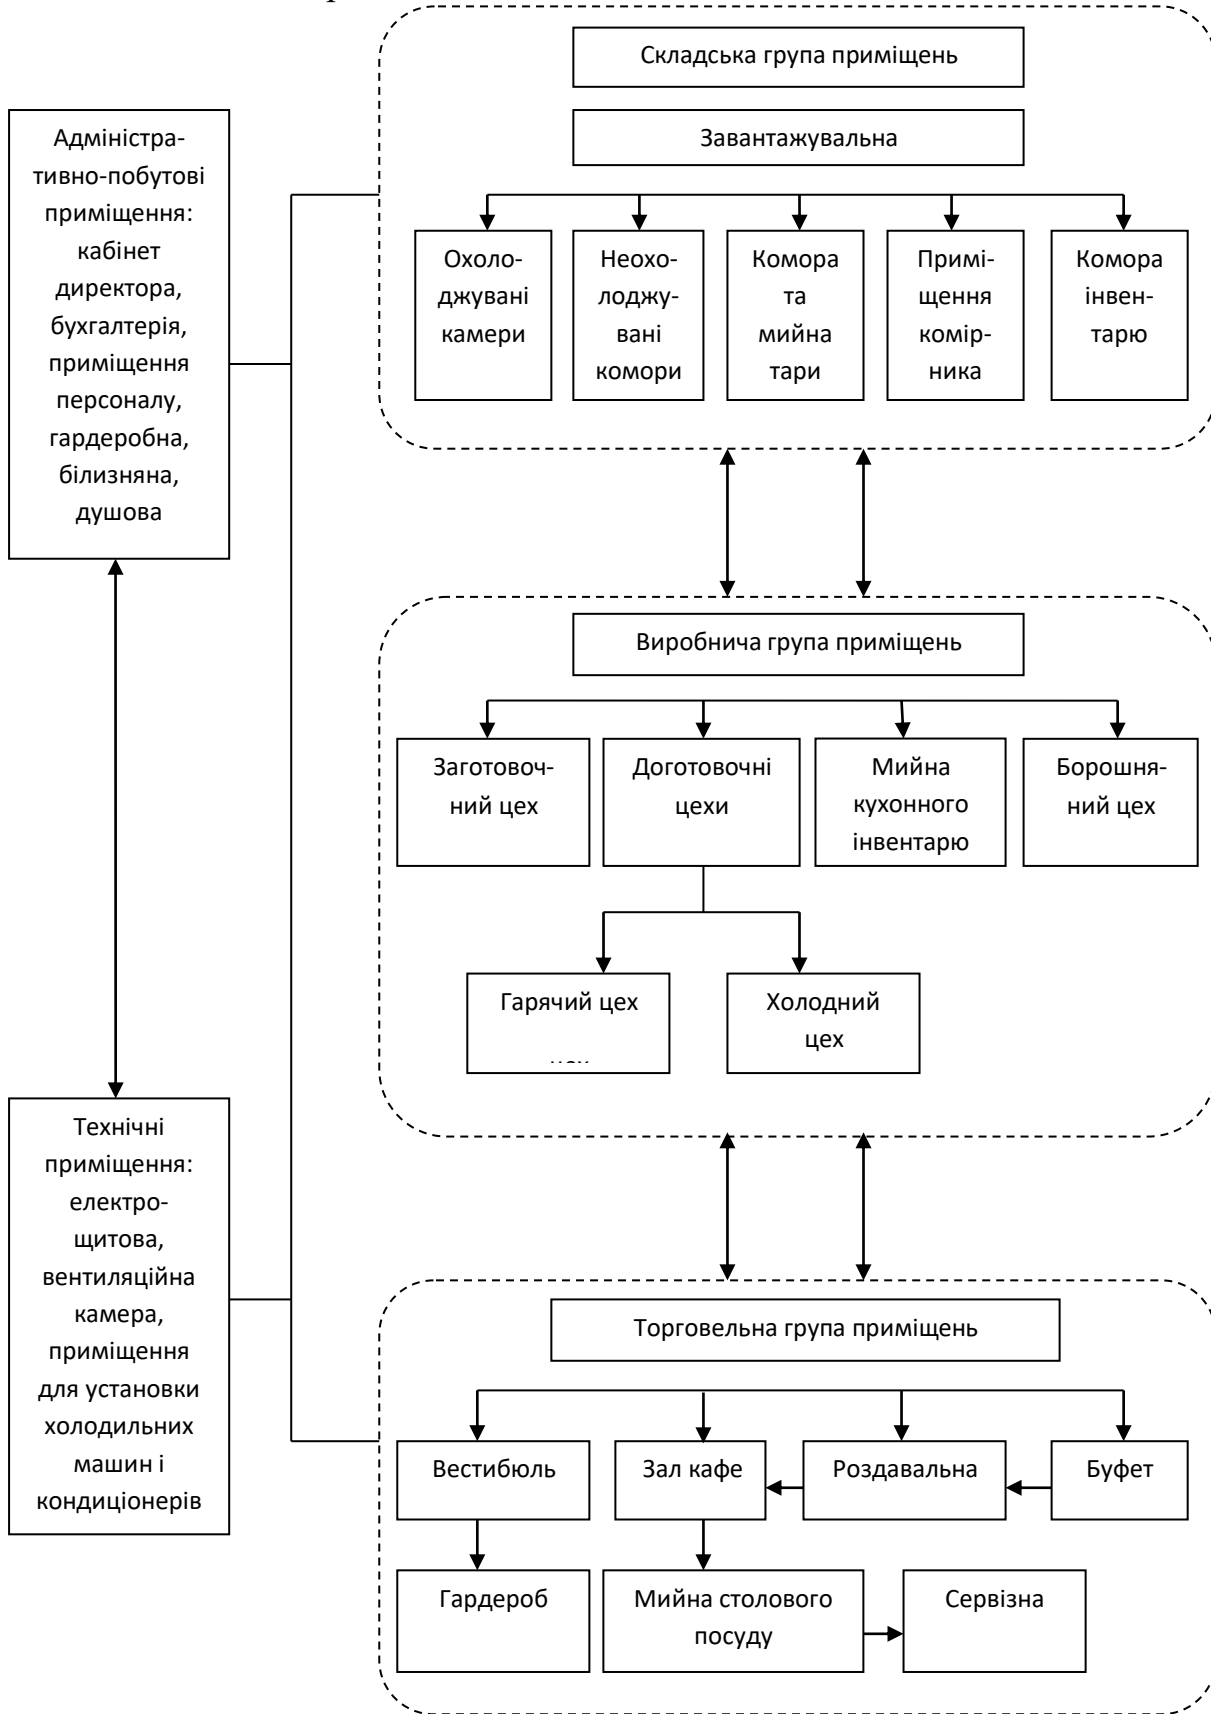 Складська група приміщень
Завантажувальна
Адміністра-
тивно-побутові
приміщення:
кабінет
директора,
бухгалтерія,
приміщення
персоналу,
гардеробна,
білизняна,
душова
Охоло-
джувані
камери
Неохо-
лоджу-
вані
комори
Комора
та
мийна
тари
Примі-
щення
комір-
ника
Комора
інвен-
тарю
Виробнича група приміщень
Заготовоч-
ний цех
Доготовочні
цехи
Мийна
кухонного
інвентарю
Борошня-
ний цех
Гарячий цех
Холодний
цех
Технічні
приміщення:
електро-
щитова,
вентиляційна
камера,
приміщення
для установки
холодильних
машин і
кондиціонерів
Торговельна група приміщень
Вестибюль
Зал кафе
Роздавальна
Буфет
Гардероб
Мийна столового
посуду
Сервізна